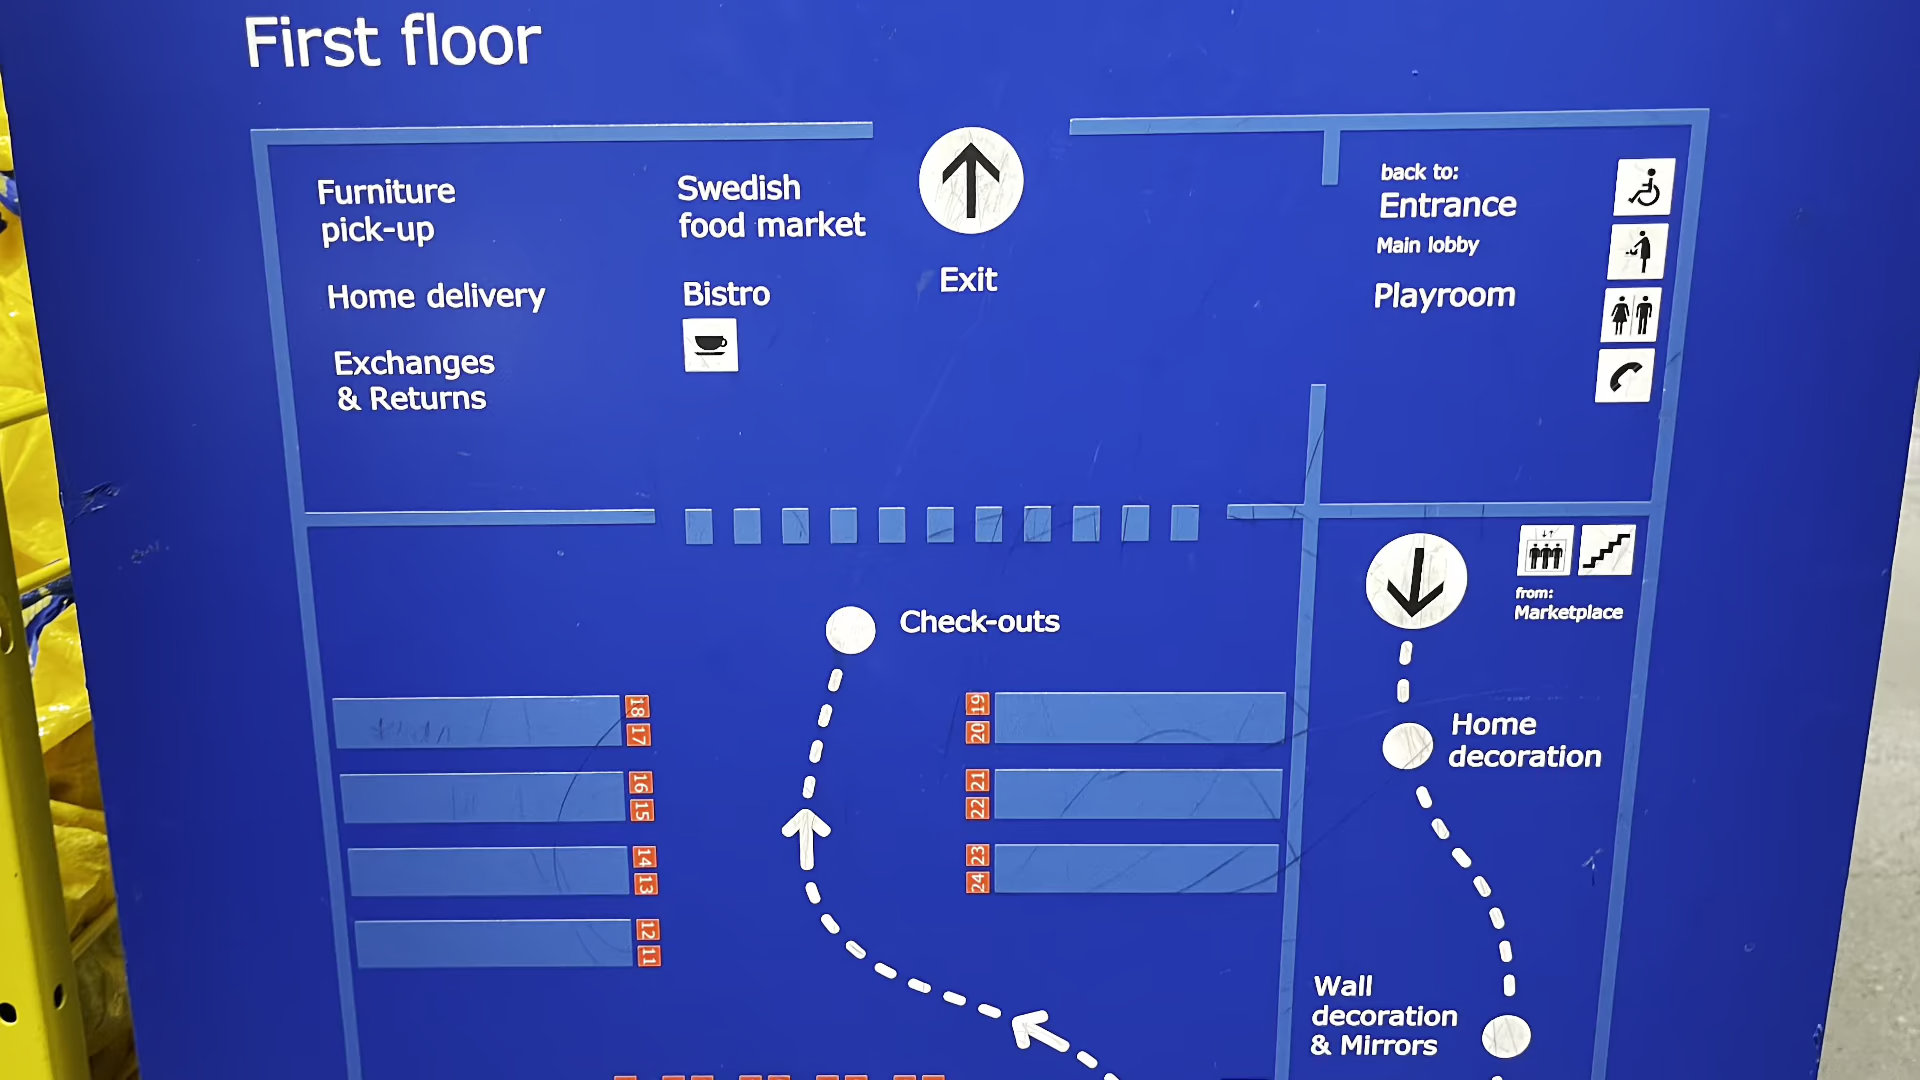 First floor
Furniture
pick-up
Home delivery
Exchanges
& Returns
Swedish
food market
Bistro
Exit
back to:
Entrance
Main lobby
Playroom
from:
Marketplace
Check-outs
18
17
16
15
14
13
12
11
19
20
21
22
23
24
Home
decoration
Wall
decoration
& Mirrors